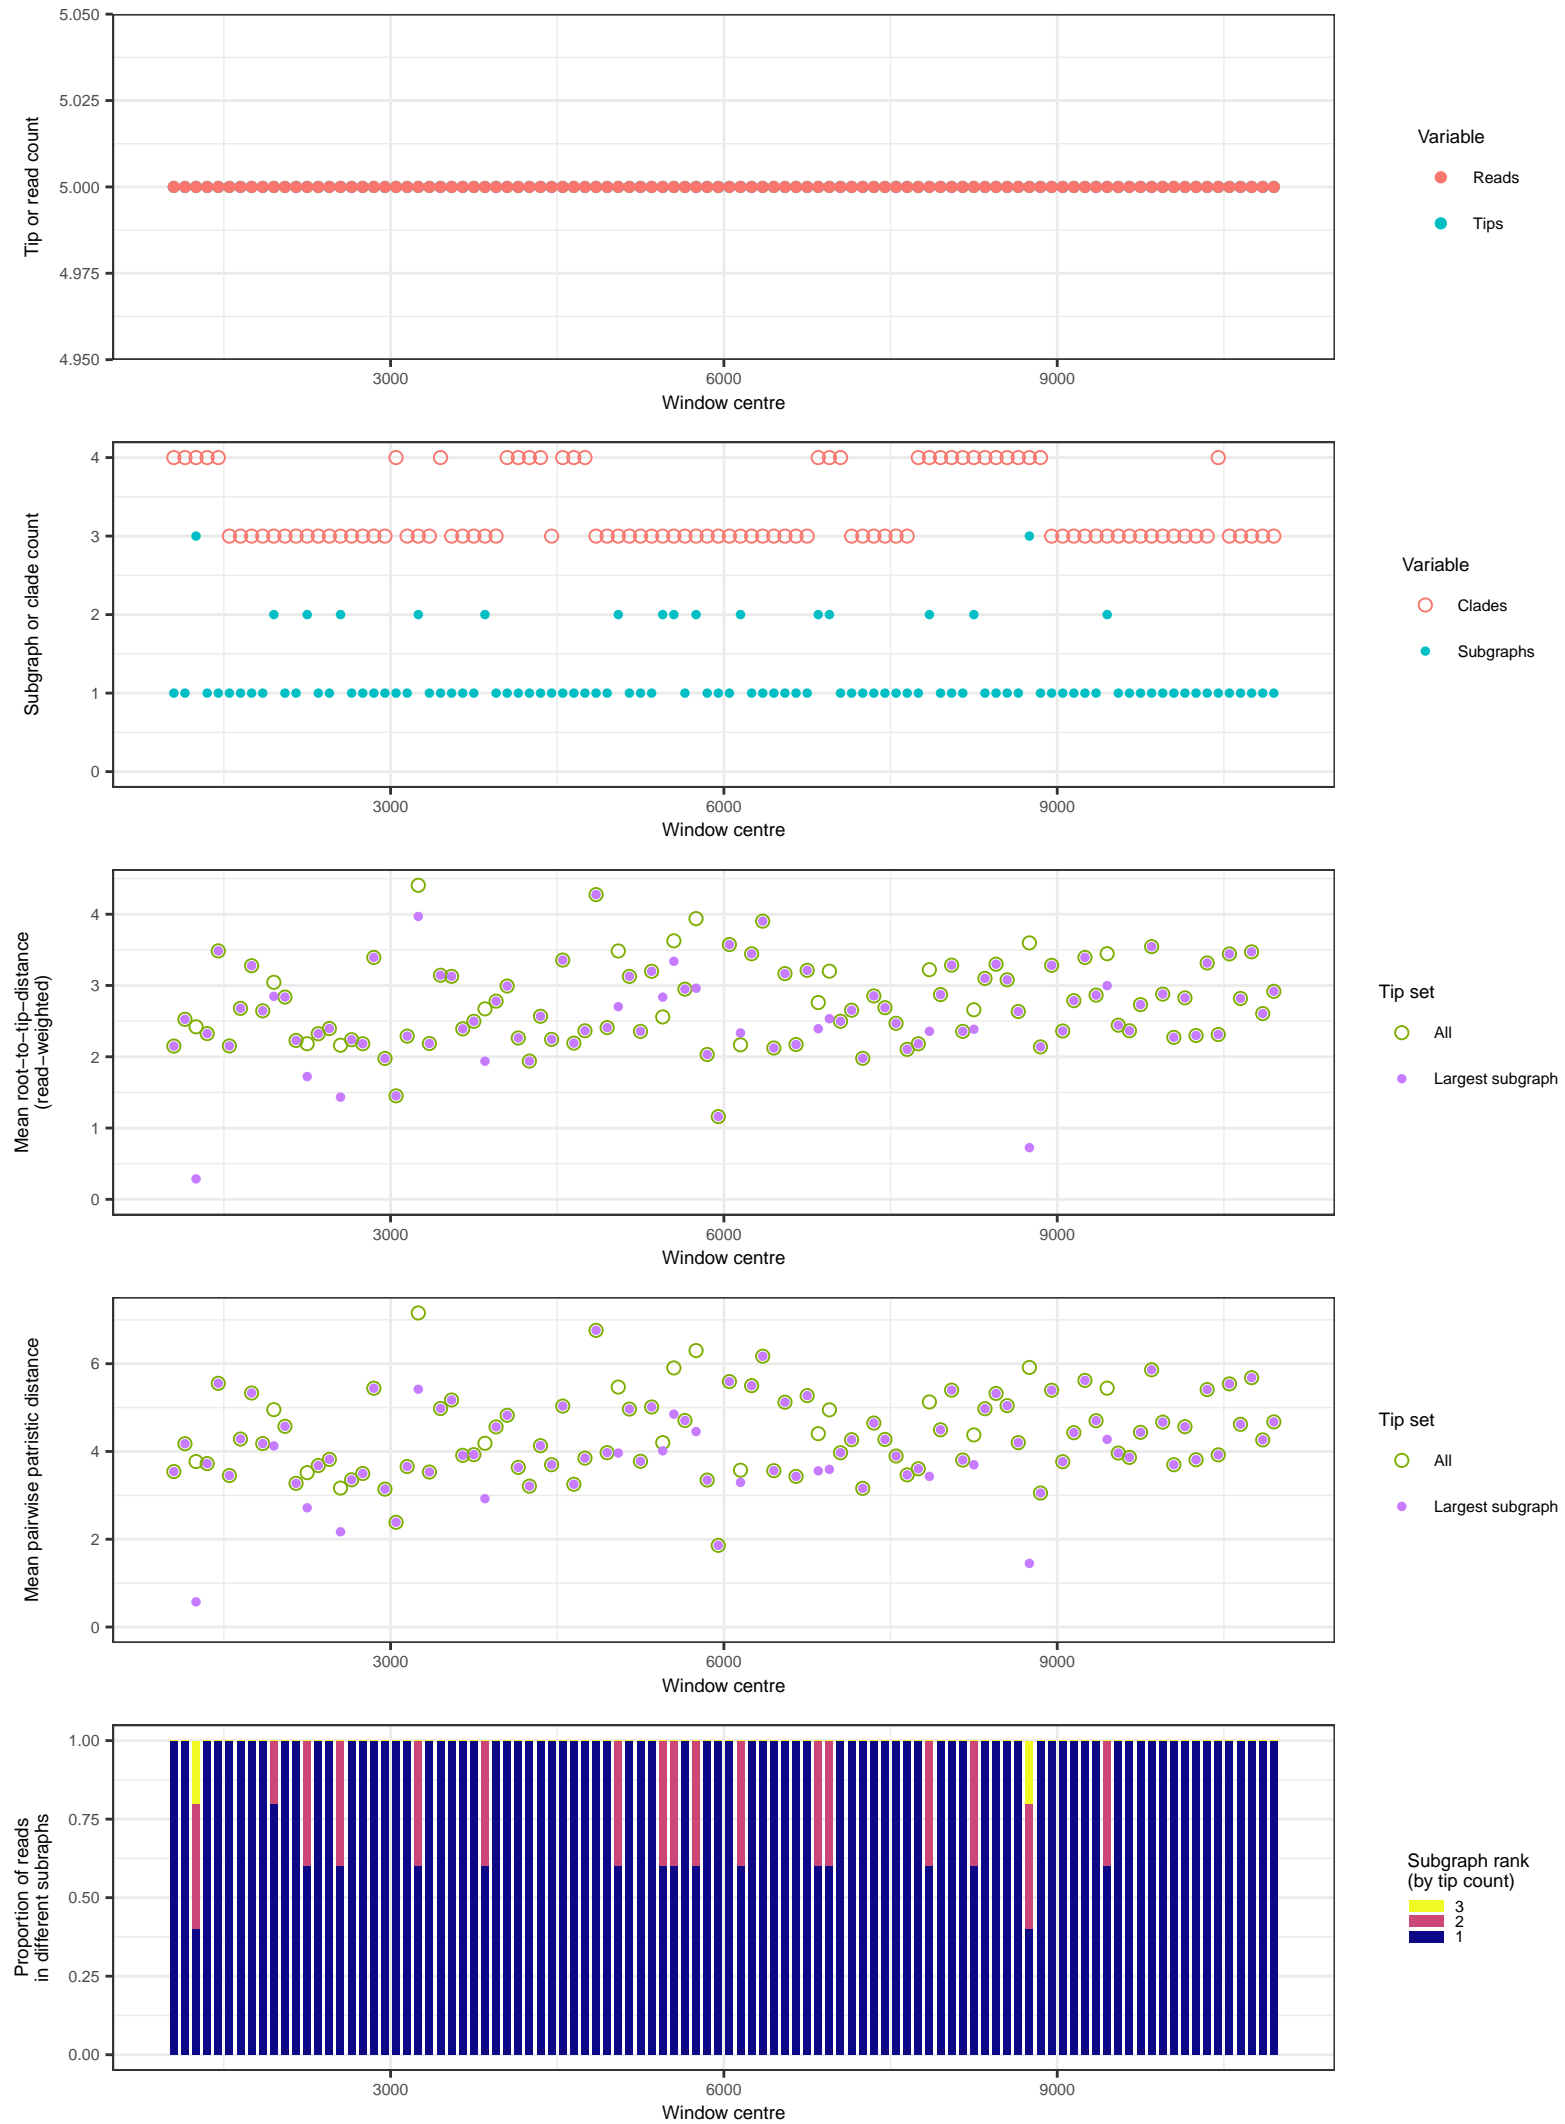 5.050
5.025
5.000
4.975
4.950
Tip or read count
3000
6000
9000
Window centre
Variable
Reads
Tips
4
3
2
1
0
Subgraph or clade count
3000
6000
9000
Window centre
Variable
Clades
Subgraphs
4
3
2
1
0
Mean root−to−tip−distance
(read−weighted)
3000
6000
9000
Window centre
Tip set
All
Largest subgraph
6
4
2
0
Mean pairwise patristic distance
3000
6000
9000
Window centre
Tip set
All
Largest subgraph
1.00
0.75
0.50
0.25
0.00
Proportion of reads
in different subraphs
3000
6000
9000
Window centre
Subgraph rank
(by tip count)
3
2
1